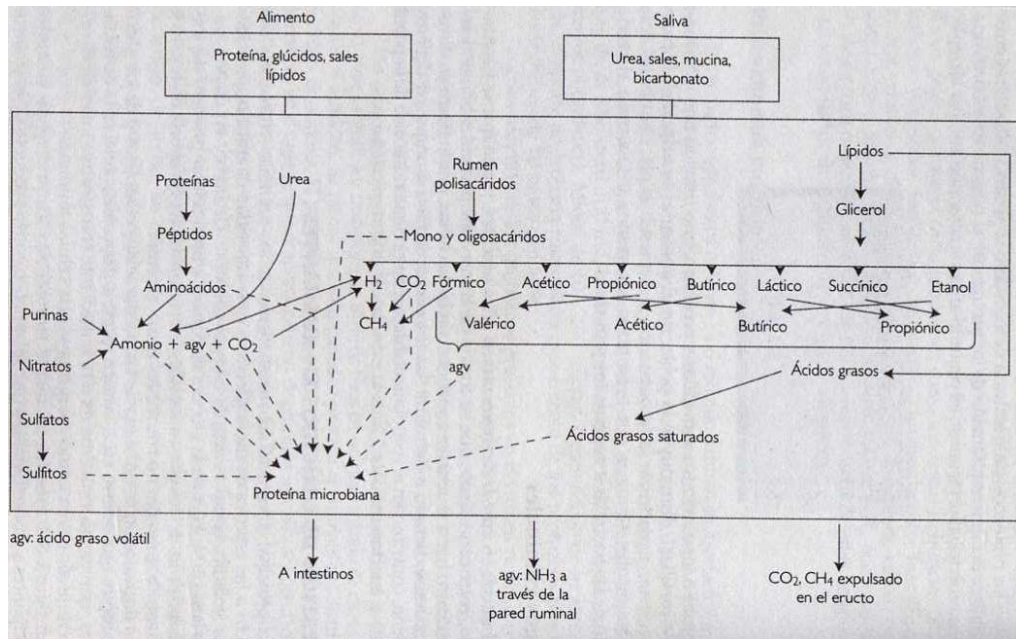 Alimento
Saliva
Proteína, glúcidos, sales
lípidos
Urea, sales, mucina,
bicarbonato
Proteínas
Urea
Rumen
polisacáridos
Lípidos
Péptidos
Mono y oligosacáridos
Glicerol
Aminoácidos
H2 CO2 Fórmico Acético Propiónico Butírico Láctico Succínico Etanol
Purinas
CH4 Valérico Acético Butírico Propiónico
Amonio + agv + CO2
Nitratos
agv
Ácidos grasos
Sulfatos
Ácidos grasos saturados
Sulfitos
Proteína microbiana
agv: ácido graso volátil
A intestinos
agv: NH3 a
través de la
pared ruminal
CO2, CH4 expulsado
en el eructo